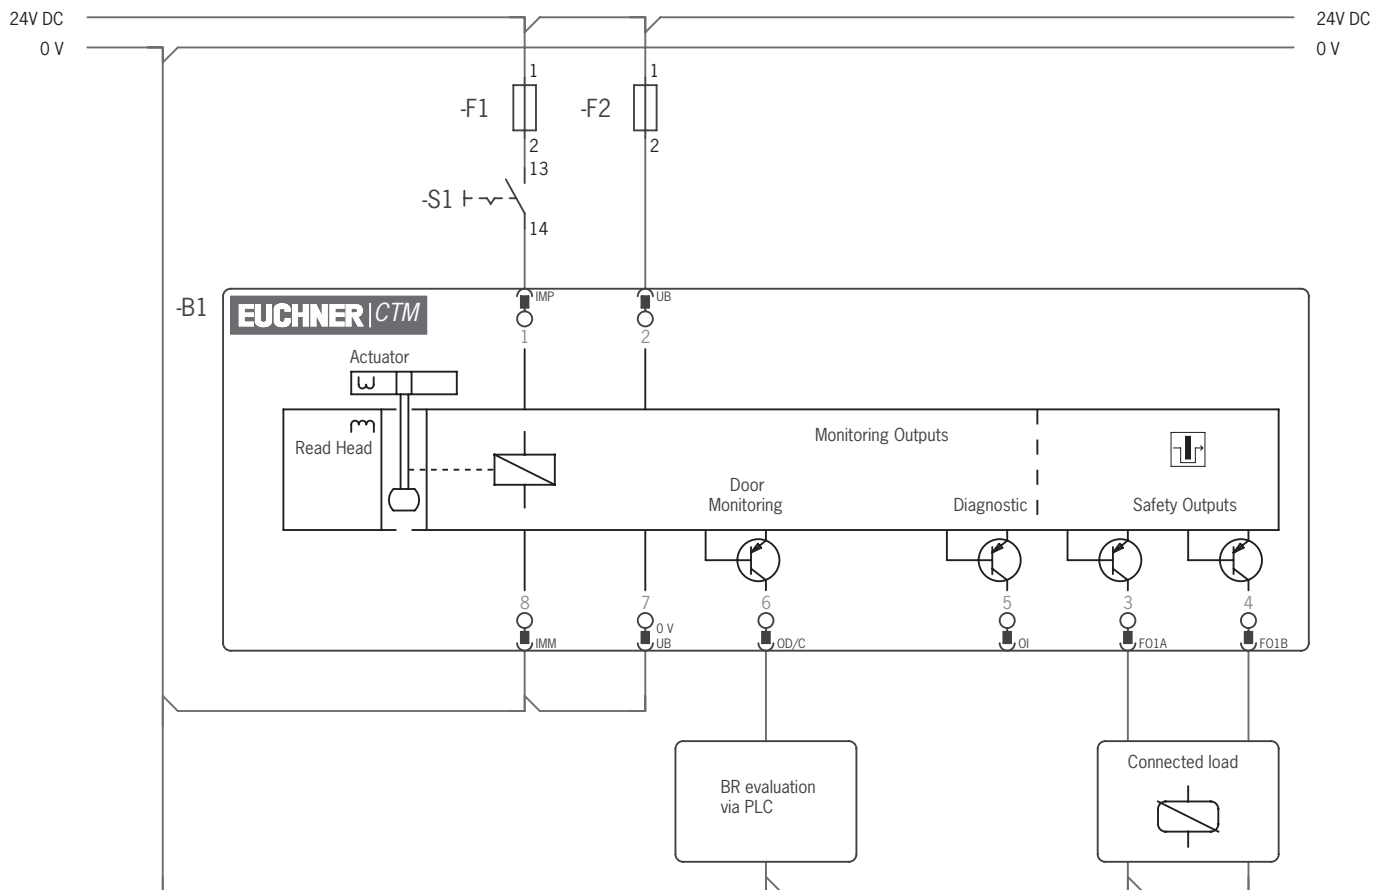 24V DC
24V DC
0 V
0 V
1
1
-F1
-F2
2
2
13
-S1
14
-B1
EUCHNER CTM
IMP
UB
1
2
Actuator
Read Head
Monitoring Outputs
Door
Monitoring
Diagnostic
Safety Outputs
8
7
6
5
3
4
0 V
IMM
UB
OD/C
OI
FO1A
FO1B
BR evaluation
via PLC
Connected load